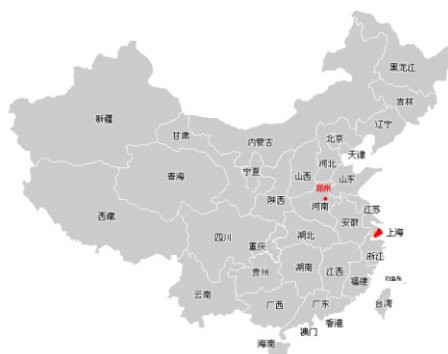 黑龙江
吉林
辽宁
新疆
甘肃
内蒙古
北京
天津
河北
宁夏
山西
山东
青海
郑州
陕西
河南
江苏
西藏
安徽
上海
四川
湖北
重庆
浙江
贵州
湖南
江西
福建
钓鱼岛
云南
广西
广东
台湾
香港
澳门
海南